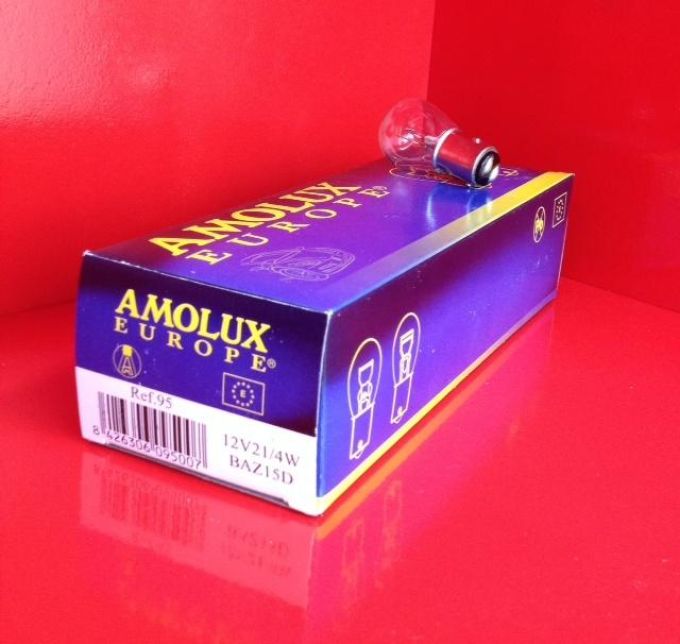 AMOLUX
EUROPE®
AMOLUX
EUROPE®
E
Ref.95
8 426306 095007
12V21/4W
BAZ15D